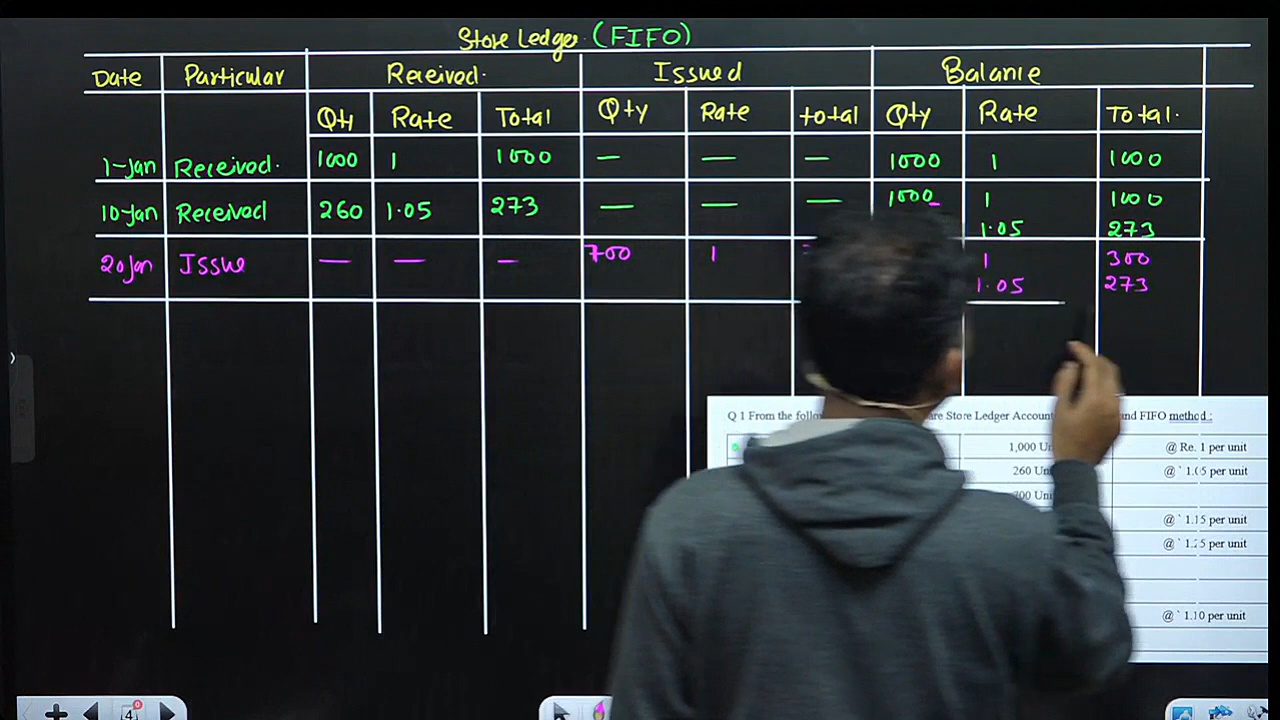 Store Ledger (FIFO)
Date Particular Received. Issued Balance
Qty Rate Total Qty Rate total Qty Rate Total.
1-Jan Received. 1000 1 1000 — — — 1000 1 1000
10-Jan Received 260 1.05 273 — — — 1000 1 1000
1.05 273
20 Jan Issue — — — 700 1 1 300
1.05 273
Q 1 From the Store Ledger Account and FIFO method :
1,000 @ Re. 1 per unit
260 @ ` 1.05 per unit
@ ` 1.15 per unit
@ ` 1.25 per unit
@ ` 1.10 per unit
4